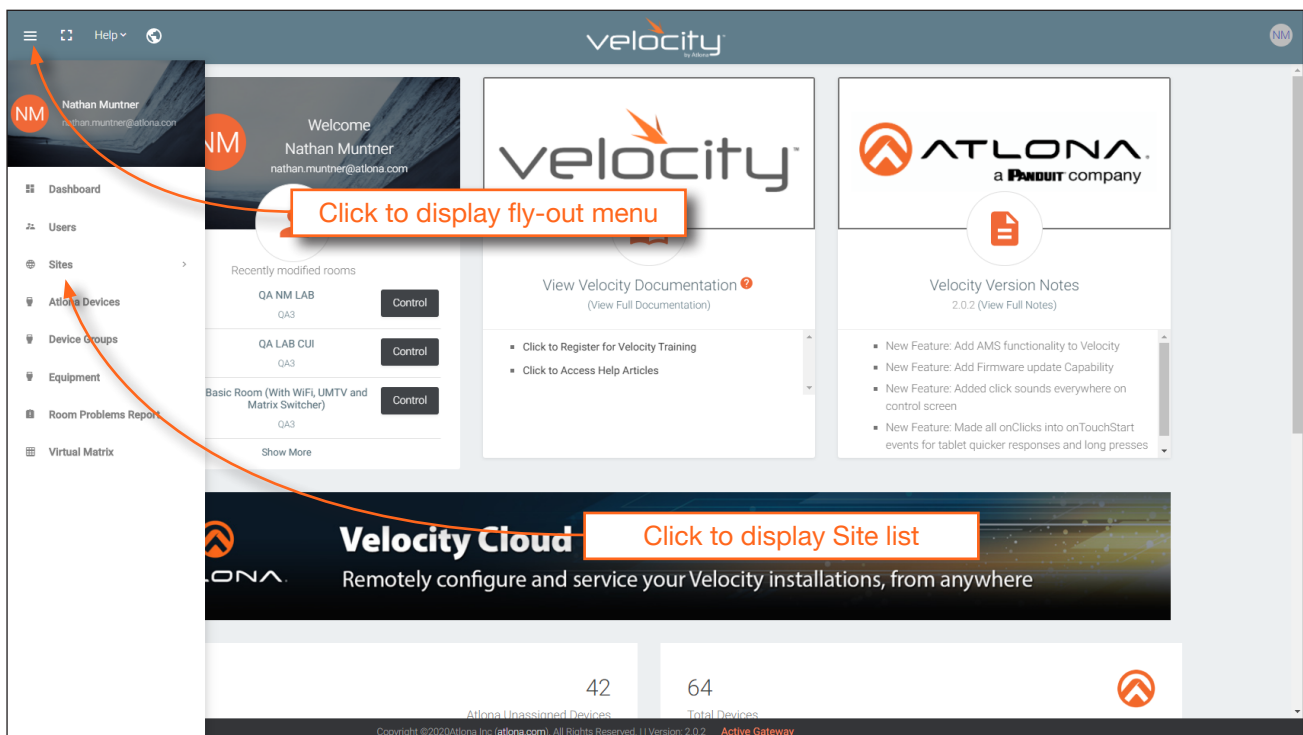 Help
velocity
by Atlona
NM
NM
Nathan Muntner
nathan.muntner@atlona.com
Dashboard
Users
Sites
Atlona Devices
Device Groups
Equipment
Room Problems Report
Virtual Matrix
NM
Welcome
Nathan Muntner
nathan.muntner@atlona.com
Click to display fly-out menu
Recently modified rooms
QA NM LAB
QA3
Control
QA LAB CUI
QA3
Control
Basic Room (With WiFi, UMTV and
Matrix Switcher)
QA3
Control
Show More
velocity
View Velocity Documentation
(View Full Documentation)
Click to Register for Velocity Training
Click to Access Help Articles
ATLONA.
a PANDUIT company
Velocity Version Notes
2.0.2 (View Full Notes)
New Feature: Add AMS functionality to Velocity
New Feature: Add Firmware update Capability
New Feature: Added click sounds everywhere on
control screen
New Feature: Made all onClicks into onTouchStart
events for tablet quicker responses and long presses
LONA.
Velocity Cloud
Click to display Site list
Remotely configure and service your Velocity installations, from anywhere
42
Atlona Unassigned Devices
64
Total Devices
Copyright ©2020Atlona Inc (atlona.com). All Rights Reserved. | | Version: 2.0.2 Active Gateway